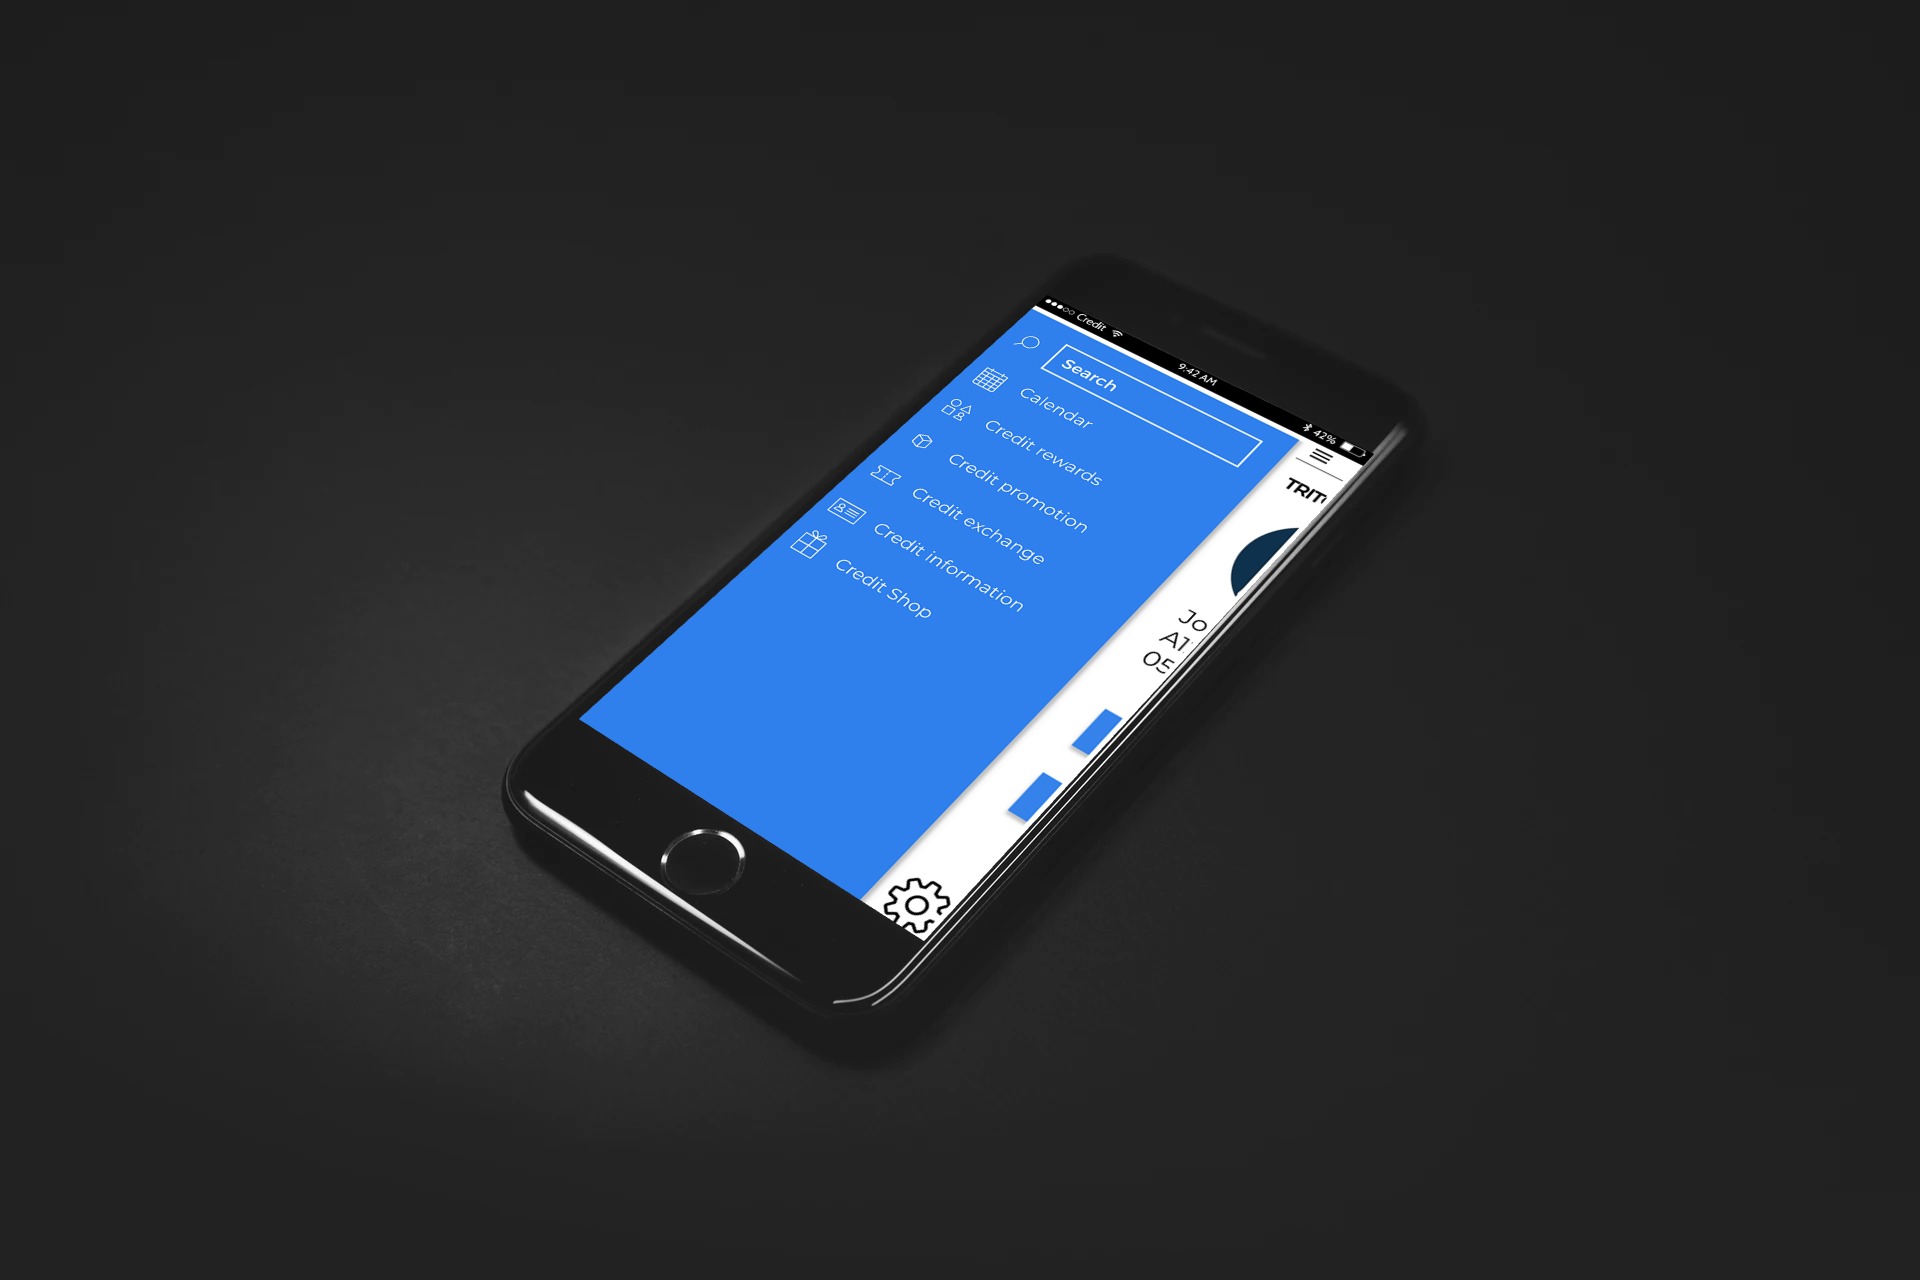 Credit
9:42 AM
42%
Search
Calendar
Credit rewards
Credit promotion
Credit exchange
Credit information
Credit Shop
TRIT
Jo
A1
05